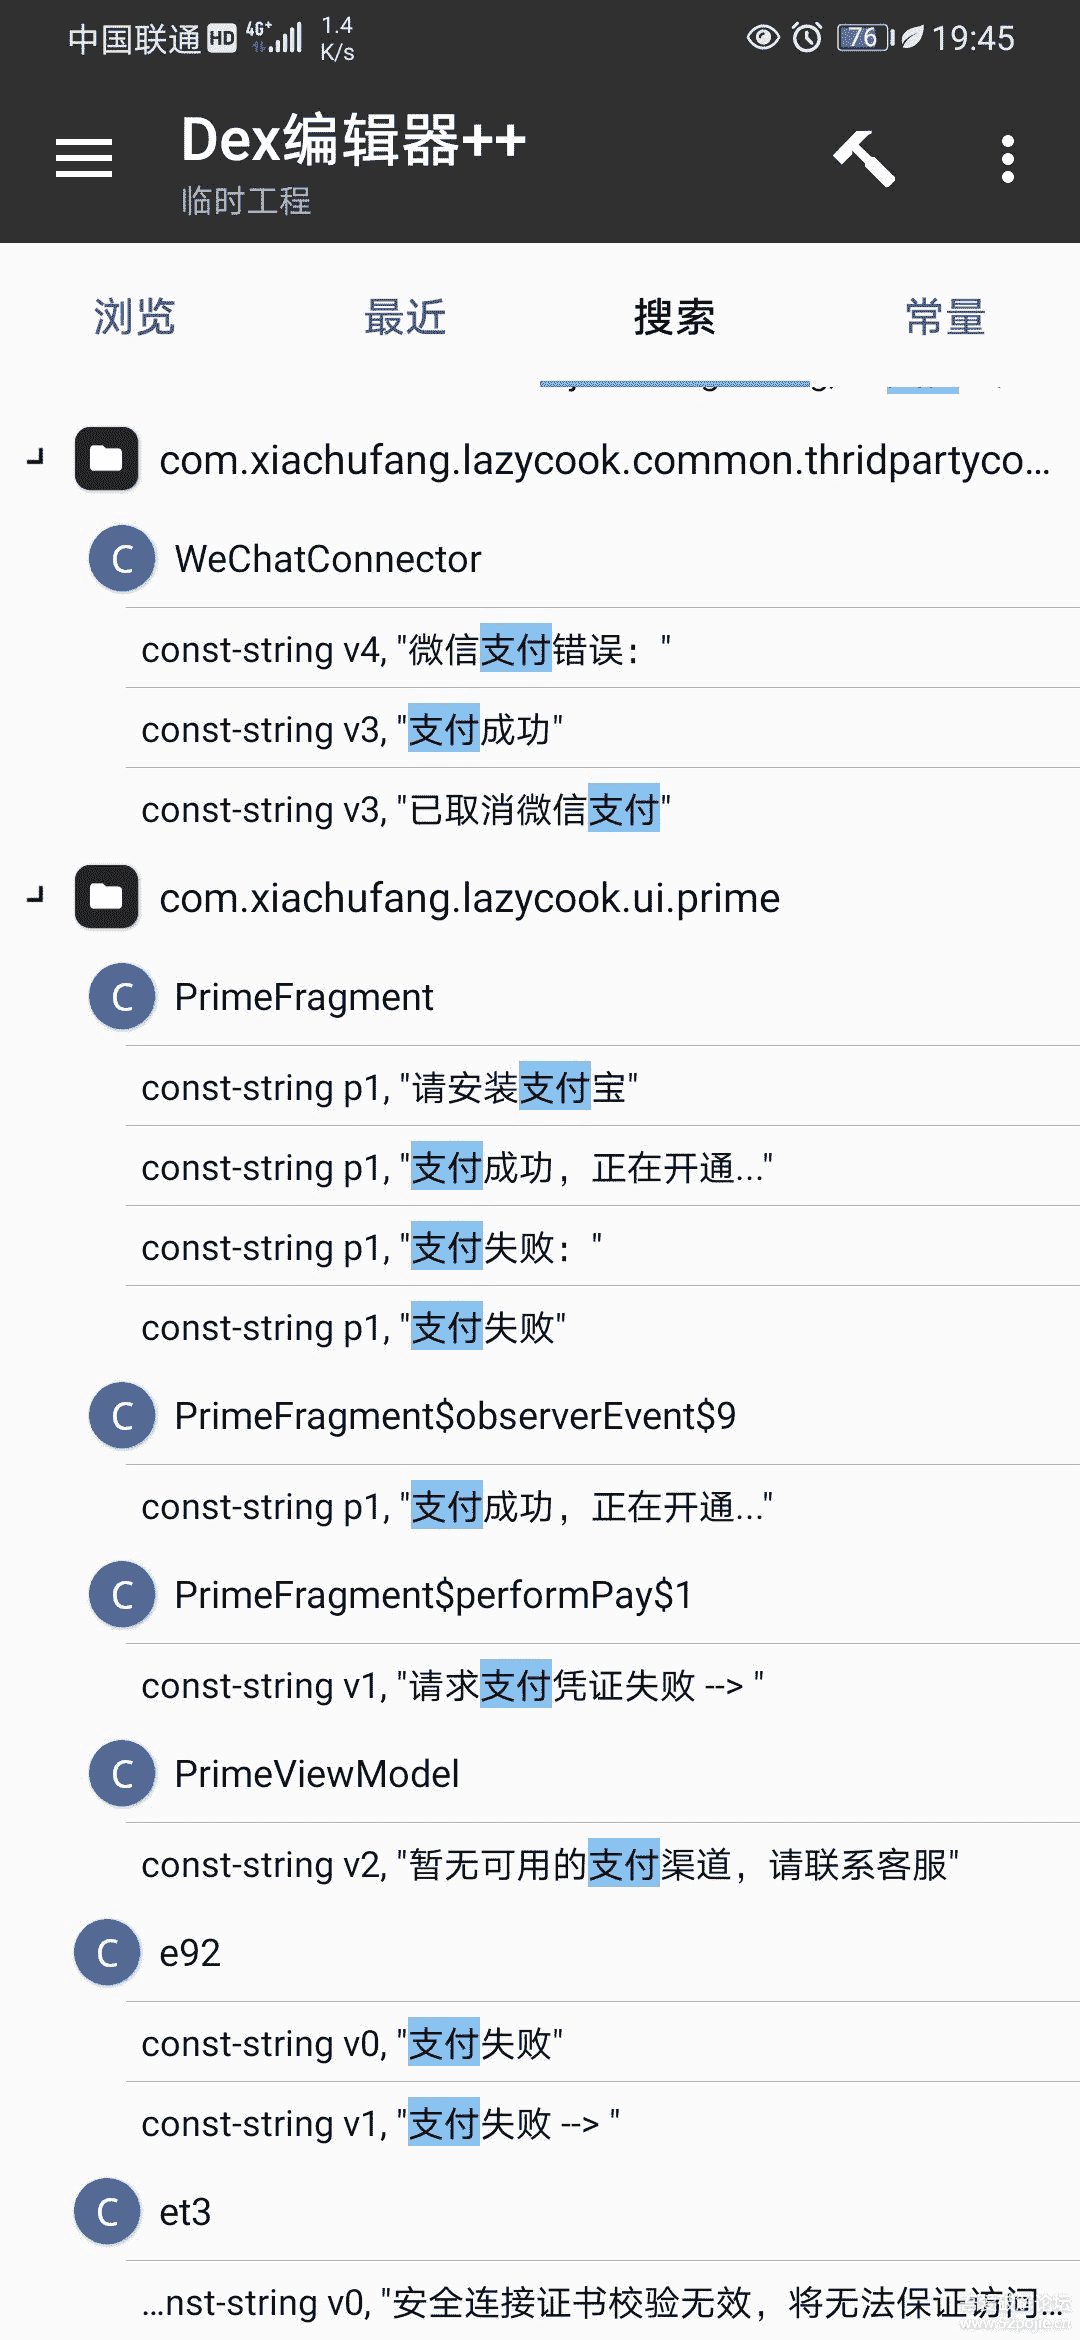 中国联通 HD 4G+ 1.4 K/s 76 19:45
Dex编辑器++
临时工程
浏览 最近 搜索 常量
com.xiachufang.lazycook.common.thridpartyco...
C WeChatConnector
const-string v4, "微信支付错误： "
const-string v3, "支付成功"
const-string v3, "已取消微信支付"
com.xiachufang.lazycook.ui.prime
C PrimeFragment
const-string p1, "请安装支付宝"
const-string p1, "支付成功，正在开通..."
const-string p1, "支付失败： "
const-string p1, "支付失败"
C PrimeFragment$observerEvent$9
const-string p1, "支付成功，正在开通..."
C PrimeFragment$performPay$1
const-string v1, "请求支付凭证失败 --> "
C PrimeViewModel
const-string v2, "暂无可用的支付渠道，请联系客服"
C e92
const-string v0, "支付失败"
const-string v1, "支付失败 --> "
C et3
...nst-string v0, "安全连接证书校验无效，将无法保证访问...
www.52pojie.cn